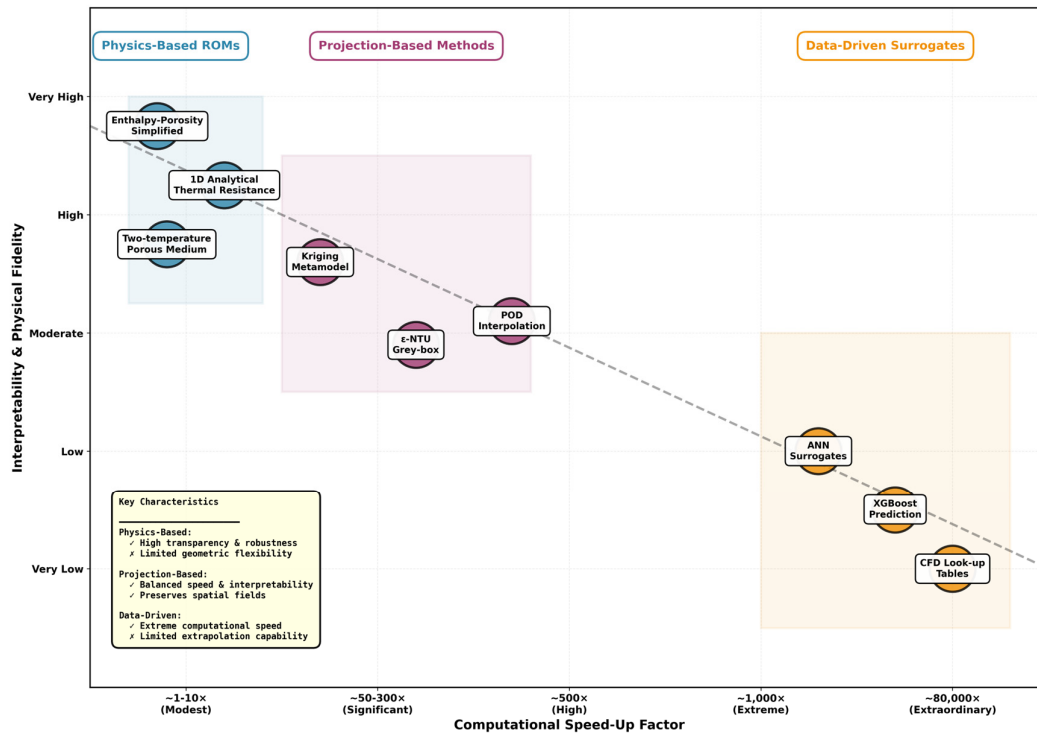 Physics-Based ROMs
Projection-Based Methods
Data-Driven Surrogates
Interpretability & Physical Fidelity
Very High
High
Moderate
Low
Very Low
Enthalpy-Porosity
Simplified
1D Analytical
Thermal Resistance
Two-temperature
Porous Medium
Kriging
Metamodel
POD
Interpolation
ε-NTU
Grey-box
ANN
Surrogates
XGBoost
Prediction
CFD Look-up
Tables
Key Characteristics
Physics-Based:
✓ High transparency & robustness
✗ Limited geometric flexibility
Projection-Based:
✓ Balanced speed & interpretability
✓ Preserves spatial fields
Data-Driven:
✓ Extreme computational speed
✗ Limited extrapolation capability
~1-10×
(Modest)
~50-300×
(Significant)
~500×
(High)
~1,000×
(Extreme)
~80,000×
(Extraordinary)
Computational Speed-Up Factor